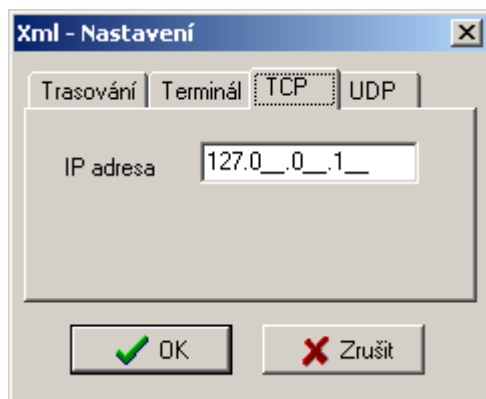 Xml - Nastavení
Trasování Terminál TCP UDP
IP adresa 127.0__.0__.1__
OK Zrušit